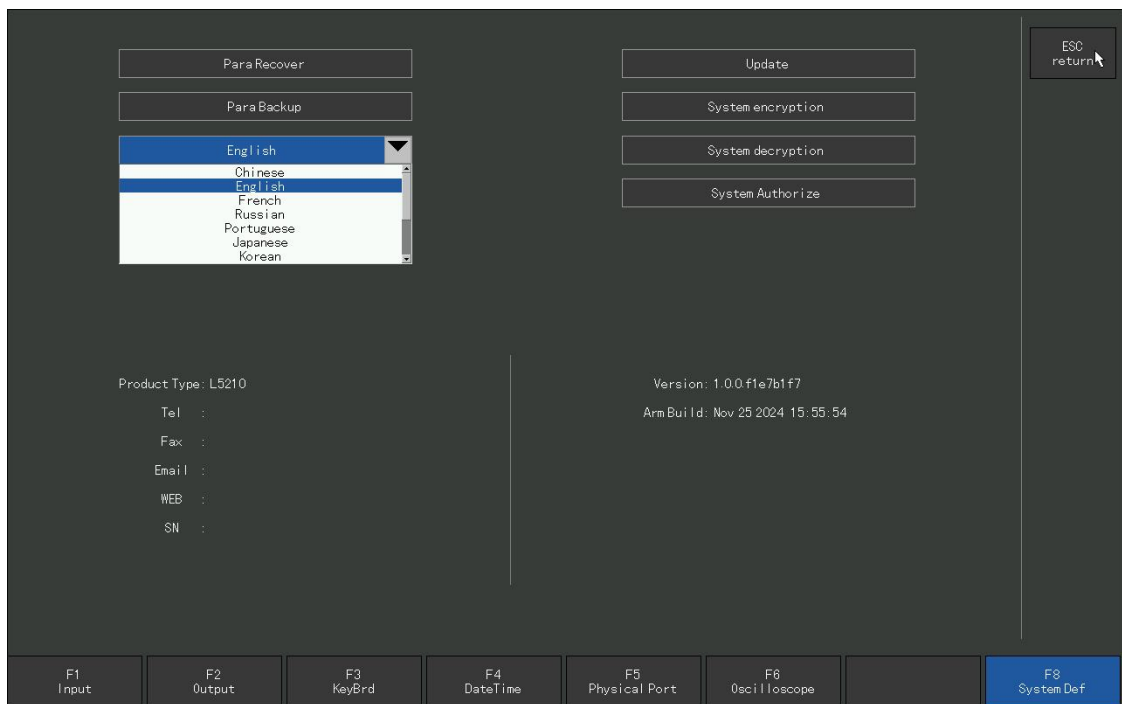 Para Recover
Para Backup
English
Chinese
English
French
Russian
Portuguese
Japanese
Korean
Update
System encryption
System decryption
System Authorize
ESC
return
Product Type: L5210
Tel :
Fax :
Email :
WEB :
SN :
Version: 1.0.0.f1e7b1f7
Arm Build: Nov 25 2024 15:55:54
F1
Input
F2
Output
F3
KeyBrd
F4
DateTime
F5
Physical Port
F6
Oscilloscope
F8
System Def